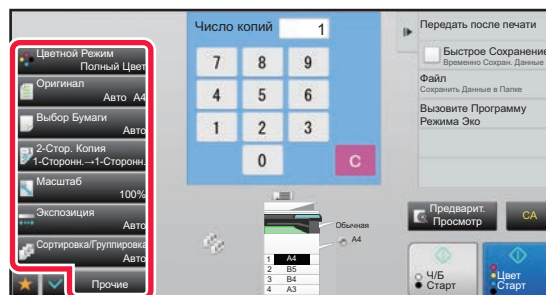 Цветной Режим
Полный Цвет
Оригинал
Авто A4
Выбор Бумаги
Авто
2-Стор. Копия
1-Сторонн.→1-Сторонн.
Масштаб
100%
Экспозиция
Авто
Сортировка/Группировка
Авто
Прочие
Число копий
1
7 8 9
4 5 6
1 2 3
0 C
Обычная
A4
1 A4
2 B5
3 B4
4 A3
Передать после печати
Быстрое Сохранение
Временно Сохран. Данные
Файл
Сохранить Данные в Папке
Вызовите Программу
Режима Эко
Предварит.
Просмотр
CA
Ч/Б
Старт
Цвет
Старт